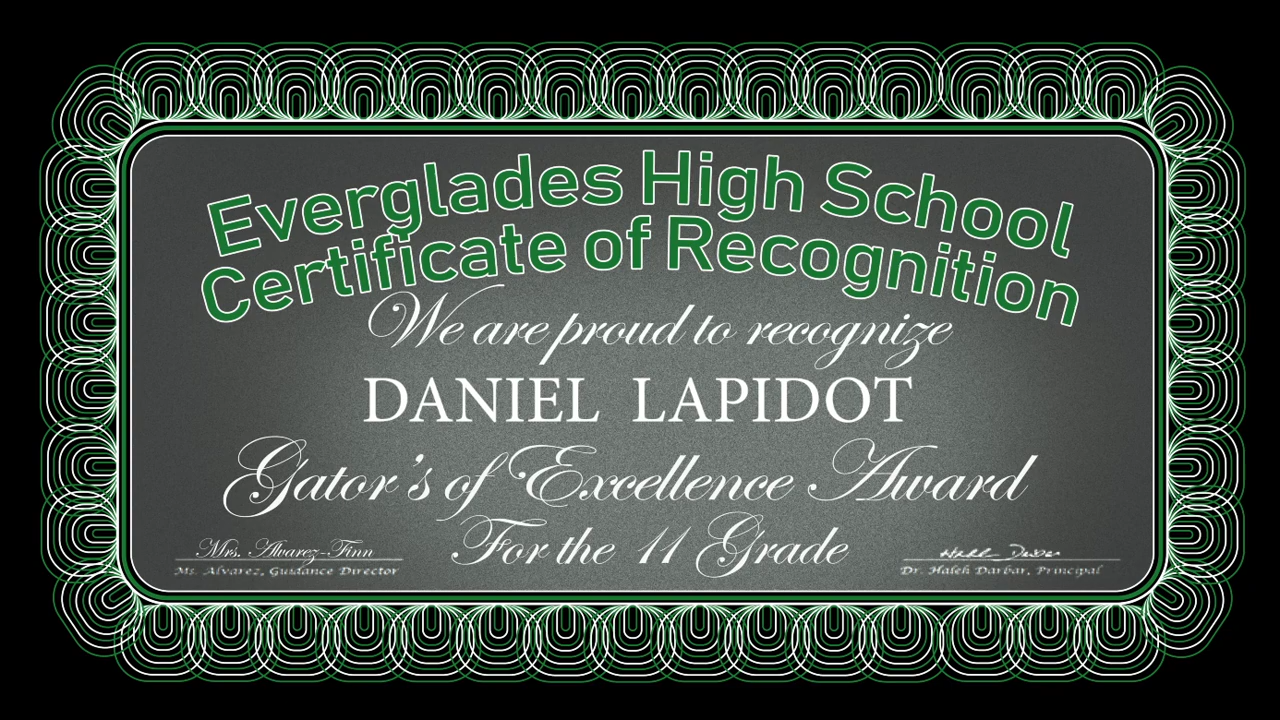 Everglades High School
Certificate of Recognition
We are proud to recognize
DANIEL LAPIDOT
Gator's of Excellence Award
For the 11 Grade
Mrs. Alvarez-Finn
Ms. Alvarez, Guidance Director
Dr. Haleh Darbar, Principal